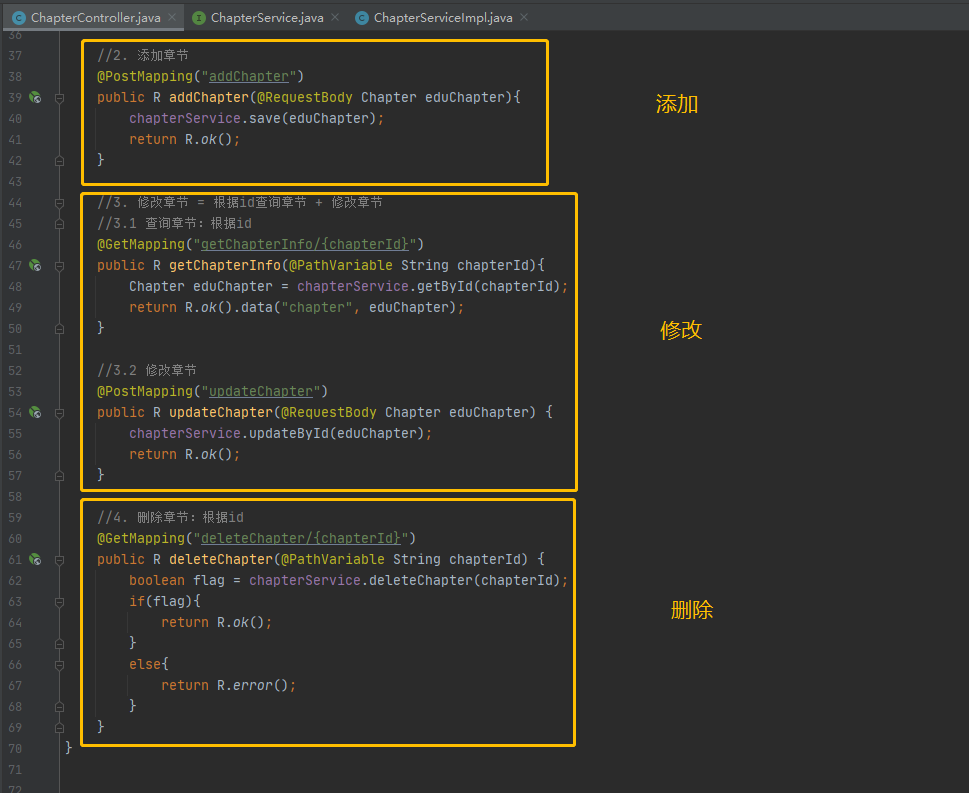 ChapterController.java ChapterService.java ChapterServiceImpl.java
36
37 //2. 添加章节
38 @PostMapping("addChapter")
39 public R addChapter(@RequestBody Chapter eduChapter){
40 chapterService.save(eduChapter);
41 return R.ok();
42 }
43
添加
44 //3. 修改章节 = 根据id查询章节 + 修改章节
45 //3.1 查询章节：根据id
46 @GetMapping("getChapterInfo/{chapterId}")
47 public R getChapterInfo(@PathVariable String chapterId){
48 Chapter eduChapter = chapterService.getById(chapterId);
49 return R.ok().data("chapter", eduChapter);
50 }
51
52 //3.2 修改章节
53 @PostMapping("updateChapter")
54 public R updateChapter(@RequestBody Chapter eduChapter) {
55 chapterService.updateById(eduChapter);
56 return R.ok();
57 }
58
修改
59 //4. 删除章节：根据id
60 @GetMapping("deleteChapter/{chapterId}")
61 public R deleteChapter(@PathVariable String chapterId) {
62 boolean flag = chapterService.deleteChapter(chapterId);
63 if(flag){
64 return R.ok();
65 }
66 else{
67 return R.error();
68 }
69 }
删除
70 }
71
72